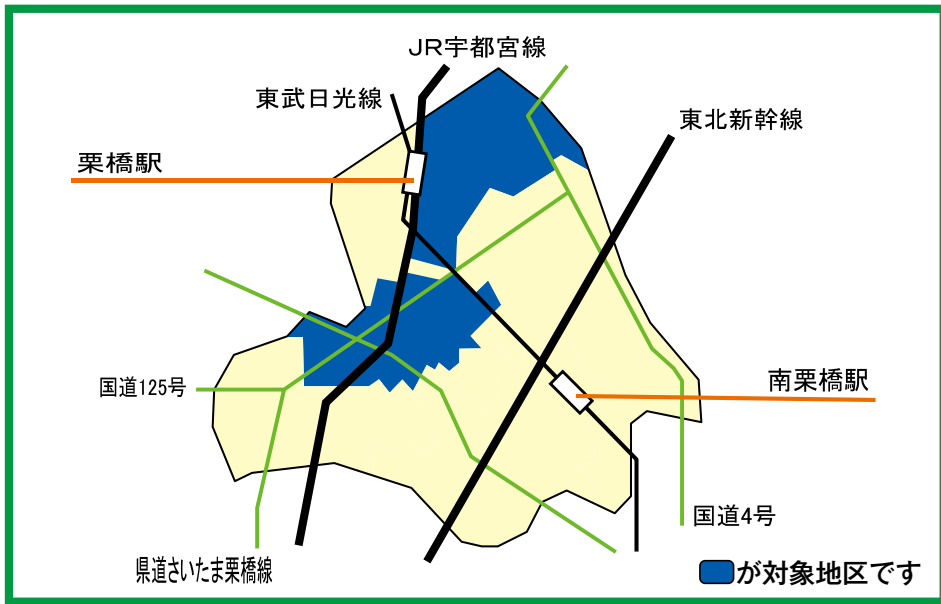 JR宇都宮線
東武日光線
東北新幹線
栗橋駅
国道125号
南栗橋駅
国道4号
県道さいたま栗橋線
が対象地区です